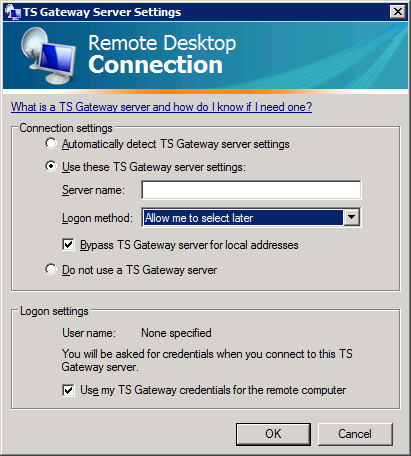 TS Gateway Server Settings
Remote Desktop
Connection
What is a TS Gateway server and how do I know if I need one?
Connection settings
Automatically detect TS Gateway server settings
Use these TS Gateway server settings:
Server name:
Logon method: Allow me to select later
Bypass TS Gateway server for local addresses
Do not use a TS Gateway server
Logon settings
User name: None specified
You will be asked for credentials when you connect to this TS
Gateway server.
Use my TS Gateway credentials for the remote computer
OK Cancel